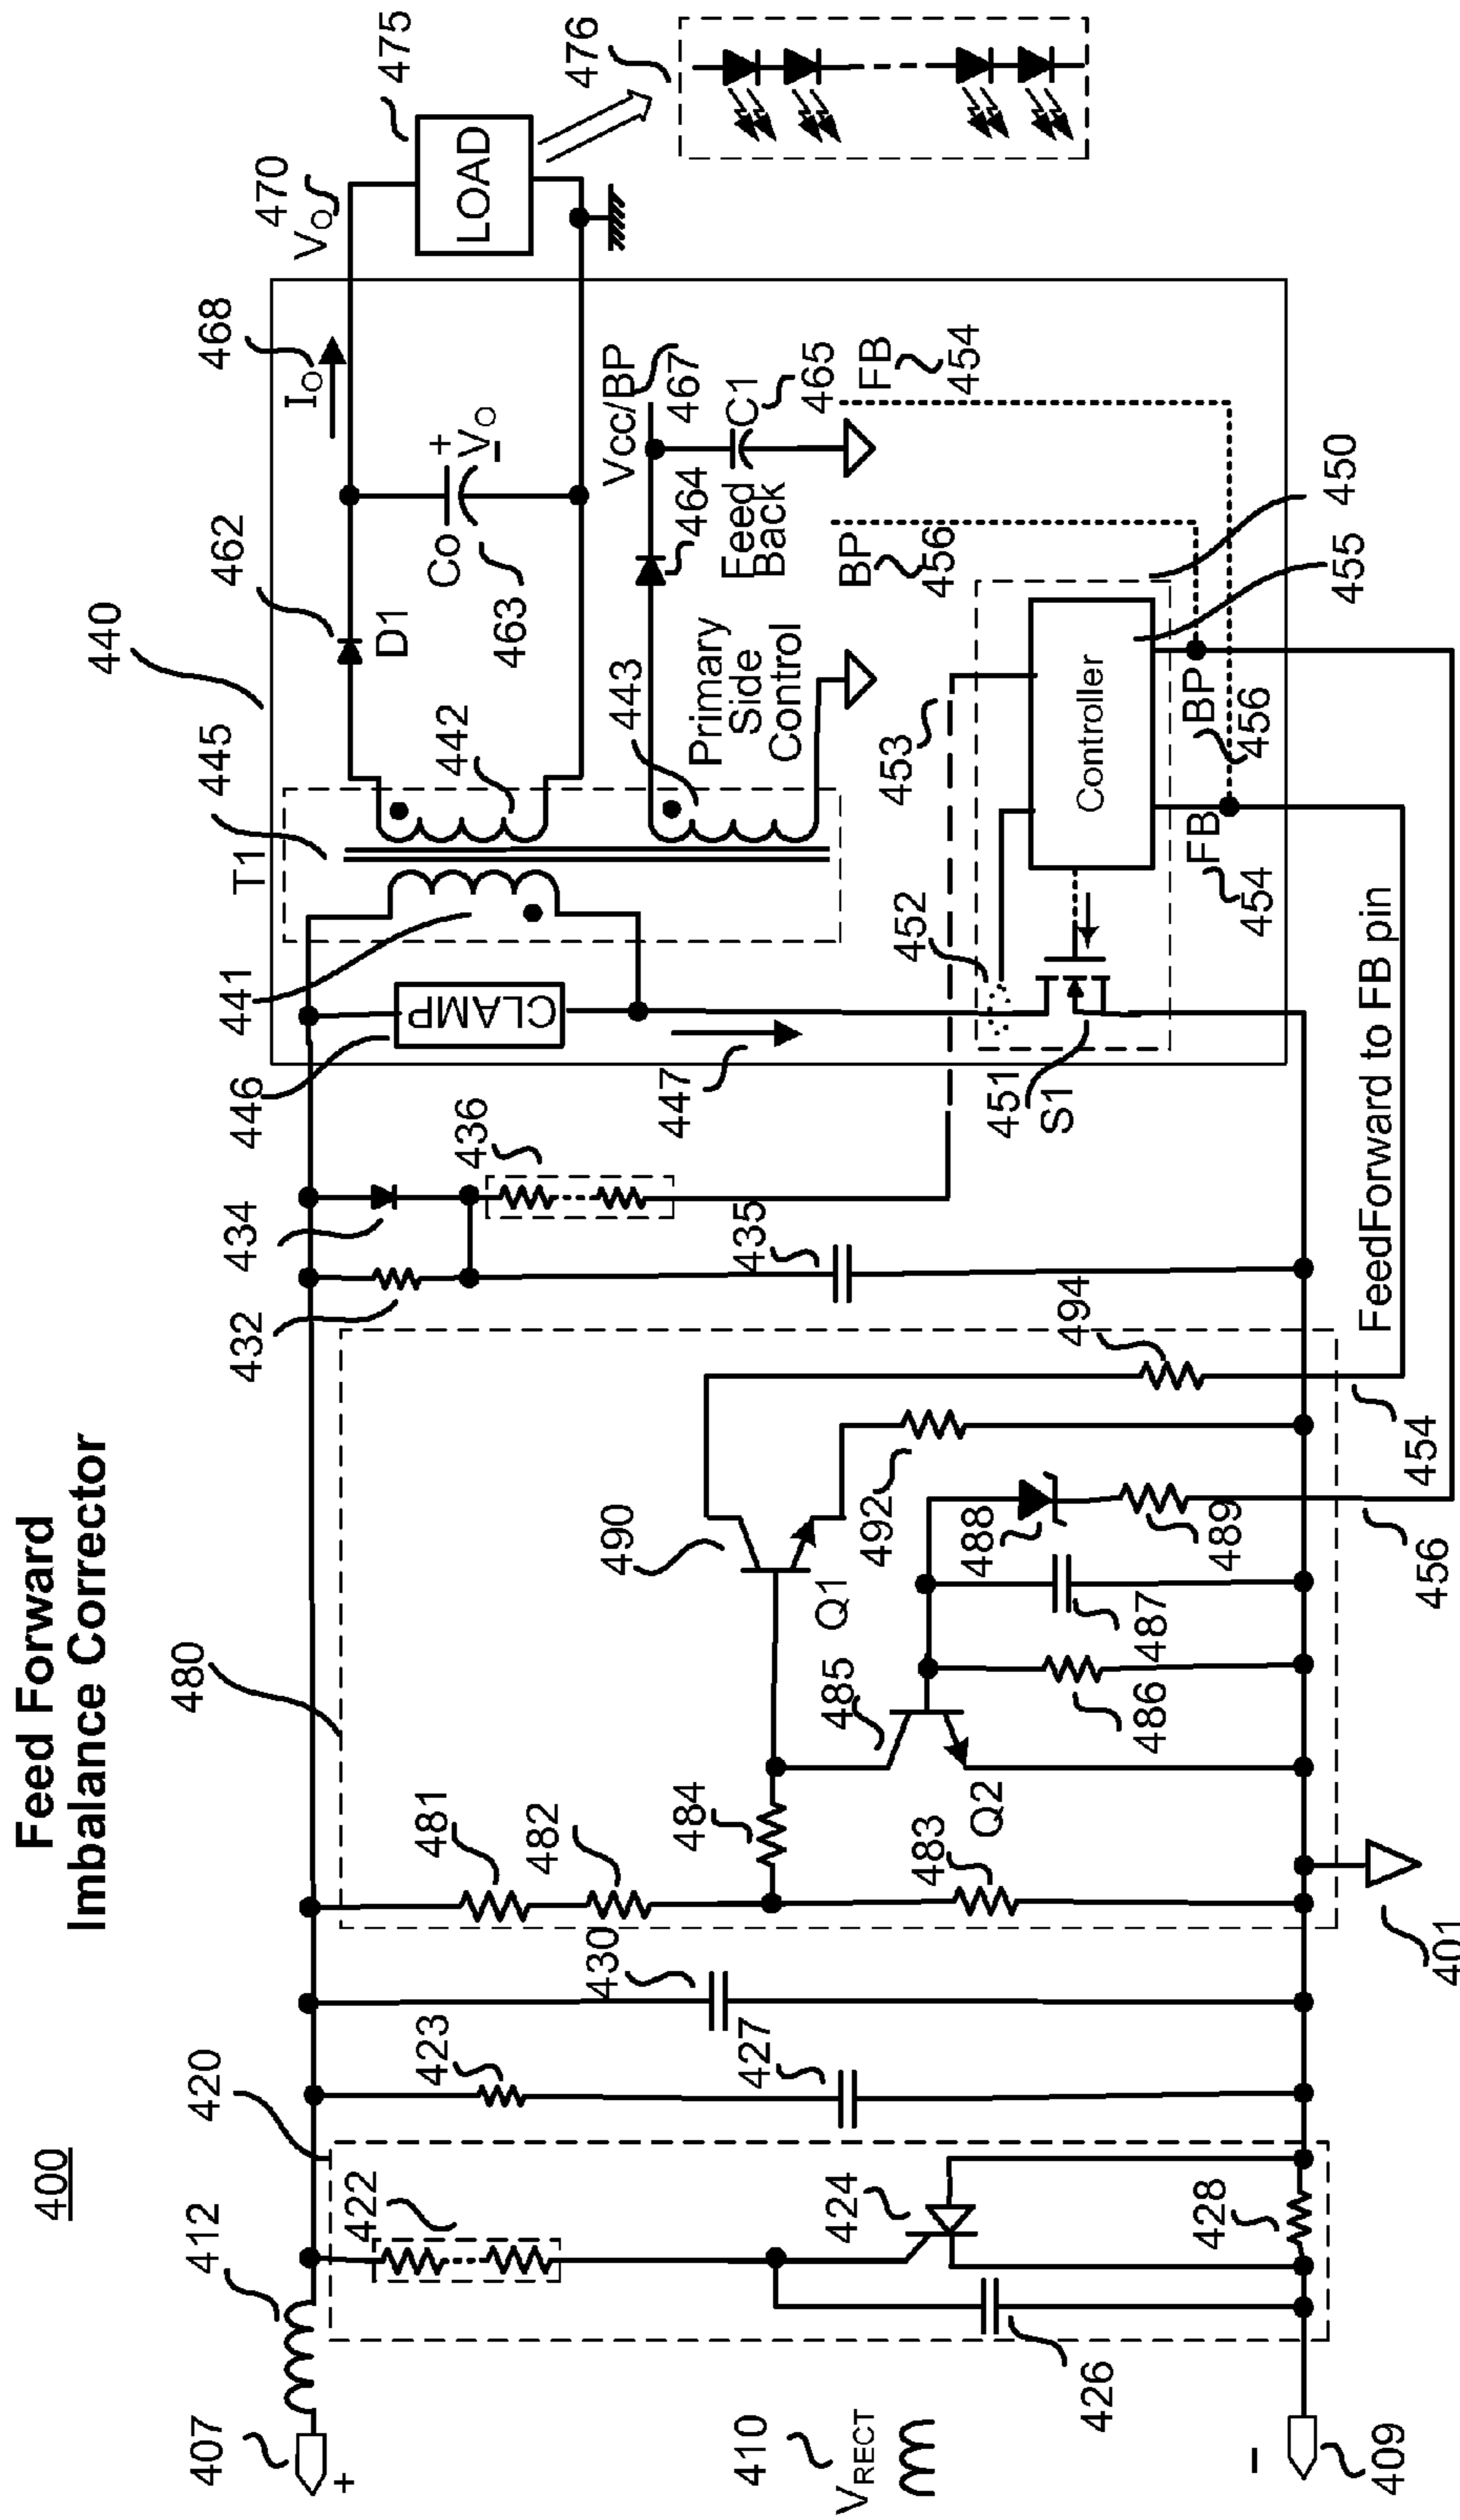 400
Feed Forward
Imbalance Corrector
407
+
412
420
422
423
424
426
427
428
430
410
VRECT
-
409
401
480
481
482
483
484
485
Q2
486
487
488
489
490
Q1
492
494
454
456
432
434
435
436
440
T1
445
441
446
CLAMP
447
442
443
Primary
Side
Control
462
D1
Co
463
+
Vo
-
464
Feed
Back
Vcc/BP
467
C1
465
FB
454
BP
456
468
Io
470
Vo
LOAD
475
476
450
455
453
452
451
S1
Controller
BP
456
FB
454
FeedForward to FB pin